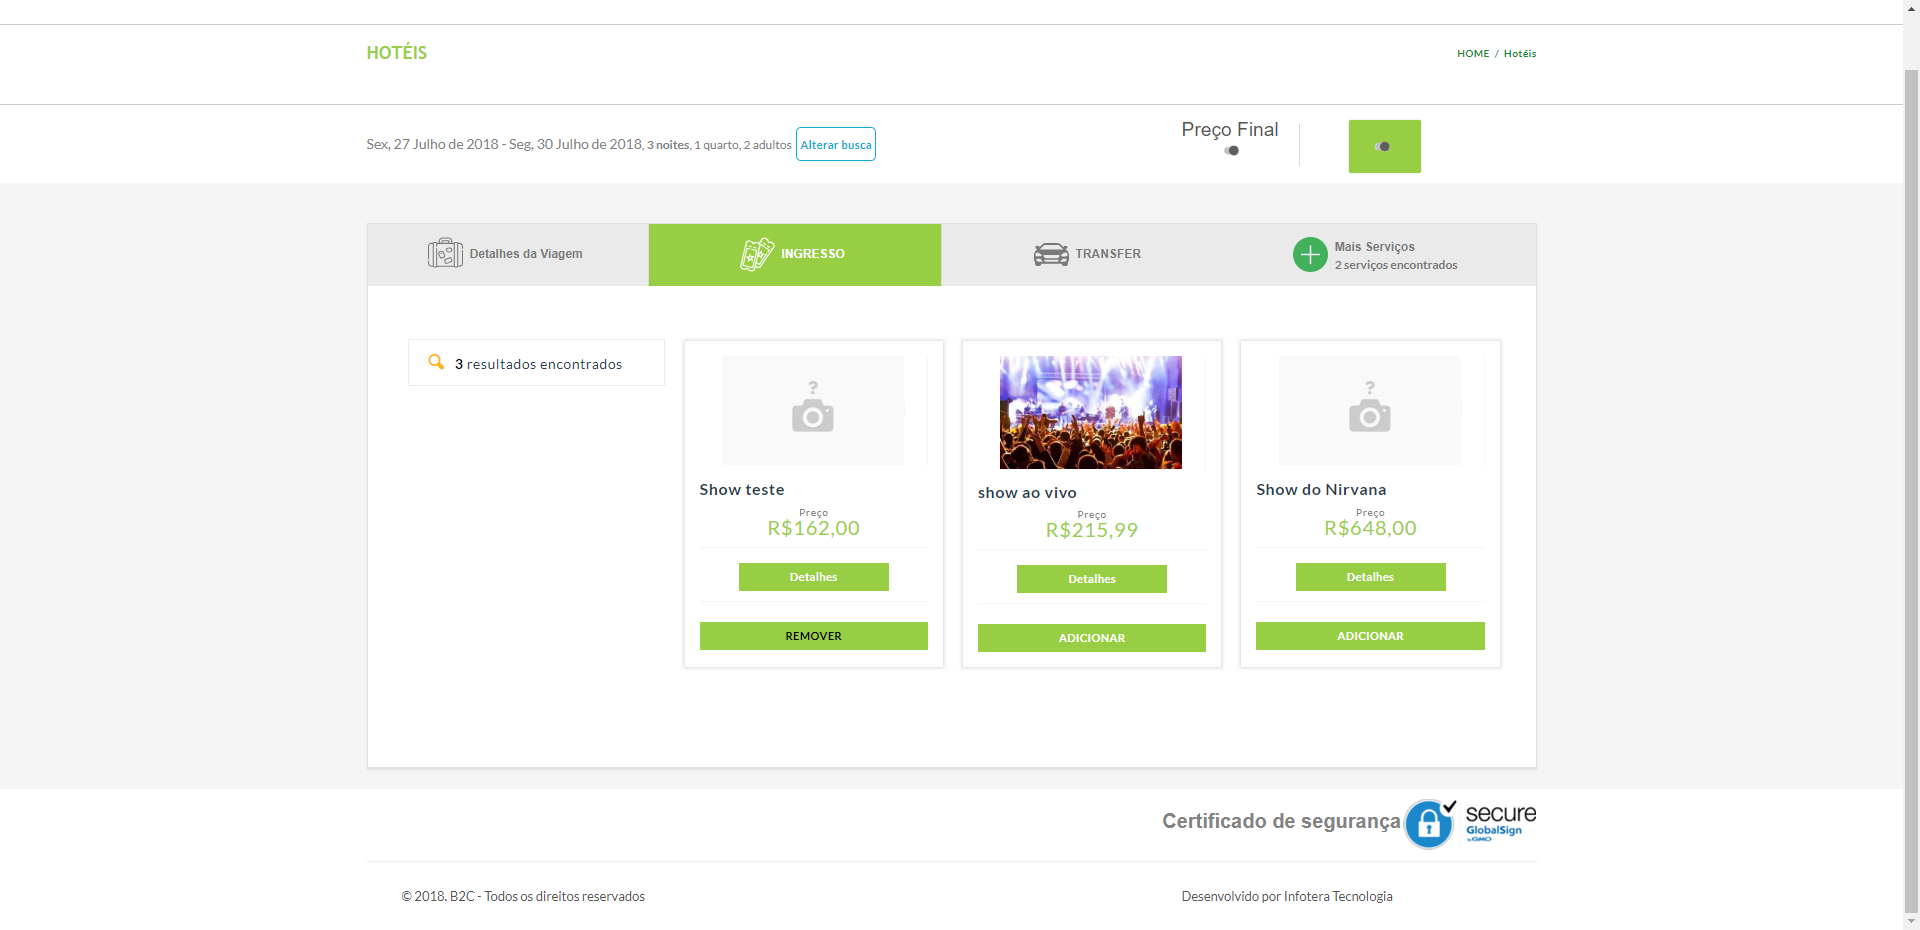 HOTÉIS
HOME / Hotéis
Sex, 27 Julho de 2018 - Seg, 30 Julho de 2018, 3 noites, 1 quarto, 2 adultos
Alterar busca
Preço Final
Detalhes da Viagem
INGRESSO
TRANSFER
Mais Serviços
2 serviços encontrados
3 resultados encontrados
?
Show teste
Preço
R$162,00
Detalhes
REMOVER
show ao vivo
Preço
R$215,99
Detalhes
ADICIONAR
?
Show do Nirvana
Preço
R$648,00
Detalhes
ADICIONAR
Certificado de segurança
secure
GlobalSign
by GMO
© 2018. B2C - Todos os direitos reservados
Desenvolvido por Infotera Tecnologia